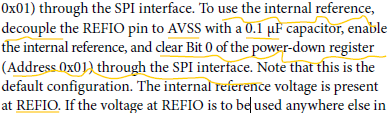 0x01) through the SPI interface. To use the internal reference,
decouple the REFIO pin to AVSS with a 0.1 μF capacitor, enable
the internal reference, and clear Bit 0 of the power-down register
(Address 0x01) through the SPI interface. Note that this is the
default configuration. The internal reference voltage is present
at REFIO. If the voltage at REFIO is to be used anywhere else in